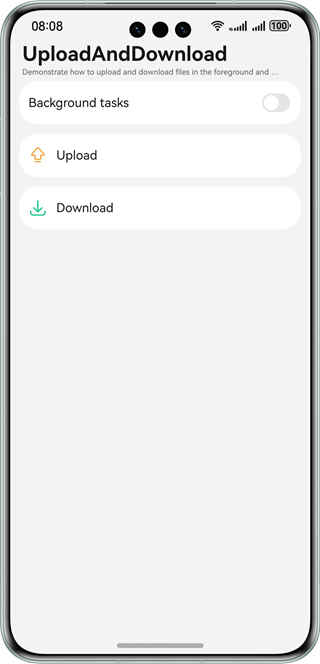 08:08
100
UploadAndDownload
Demonstrate how to upload and download files in the foreground and ...
Background tasks
Upload
Download